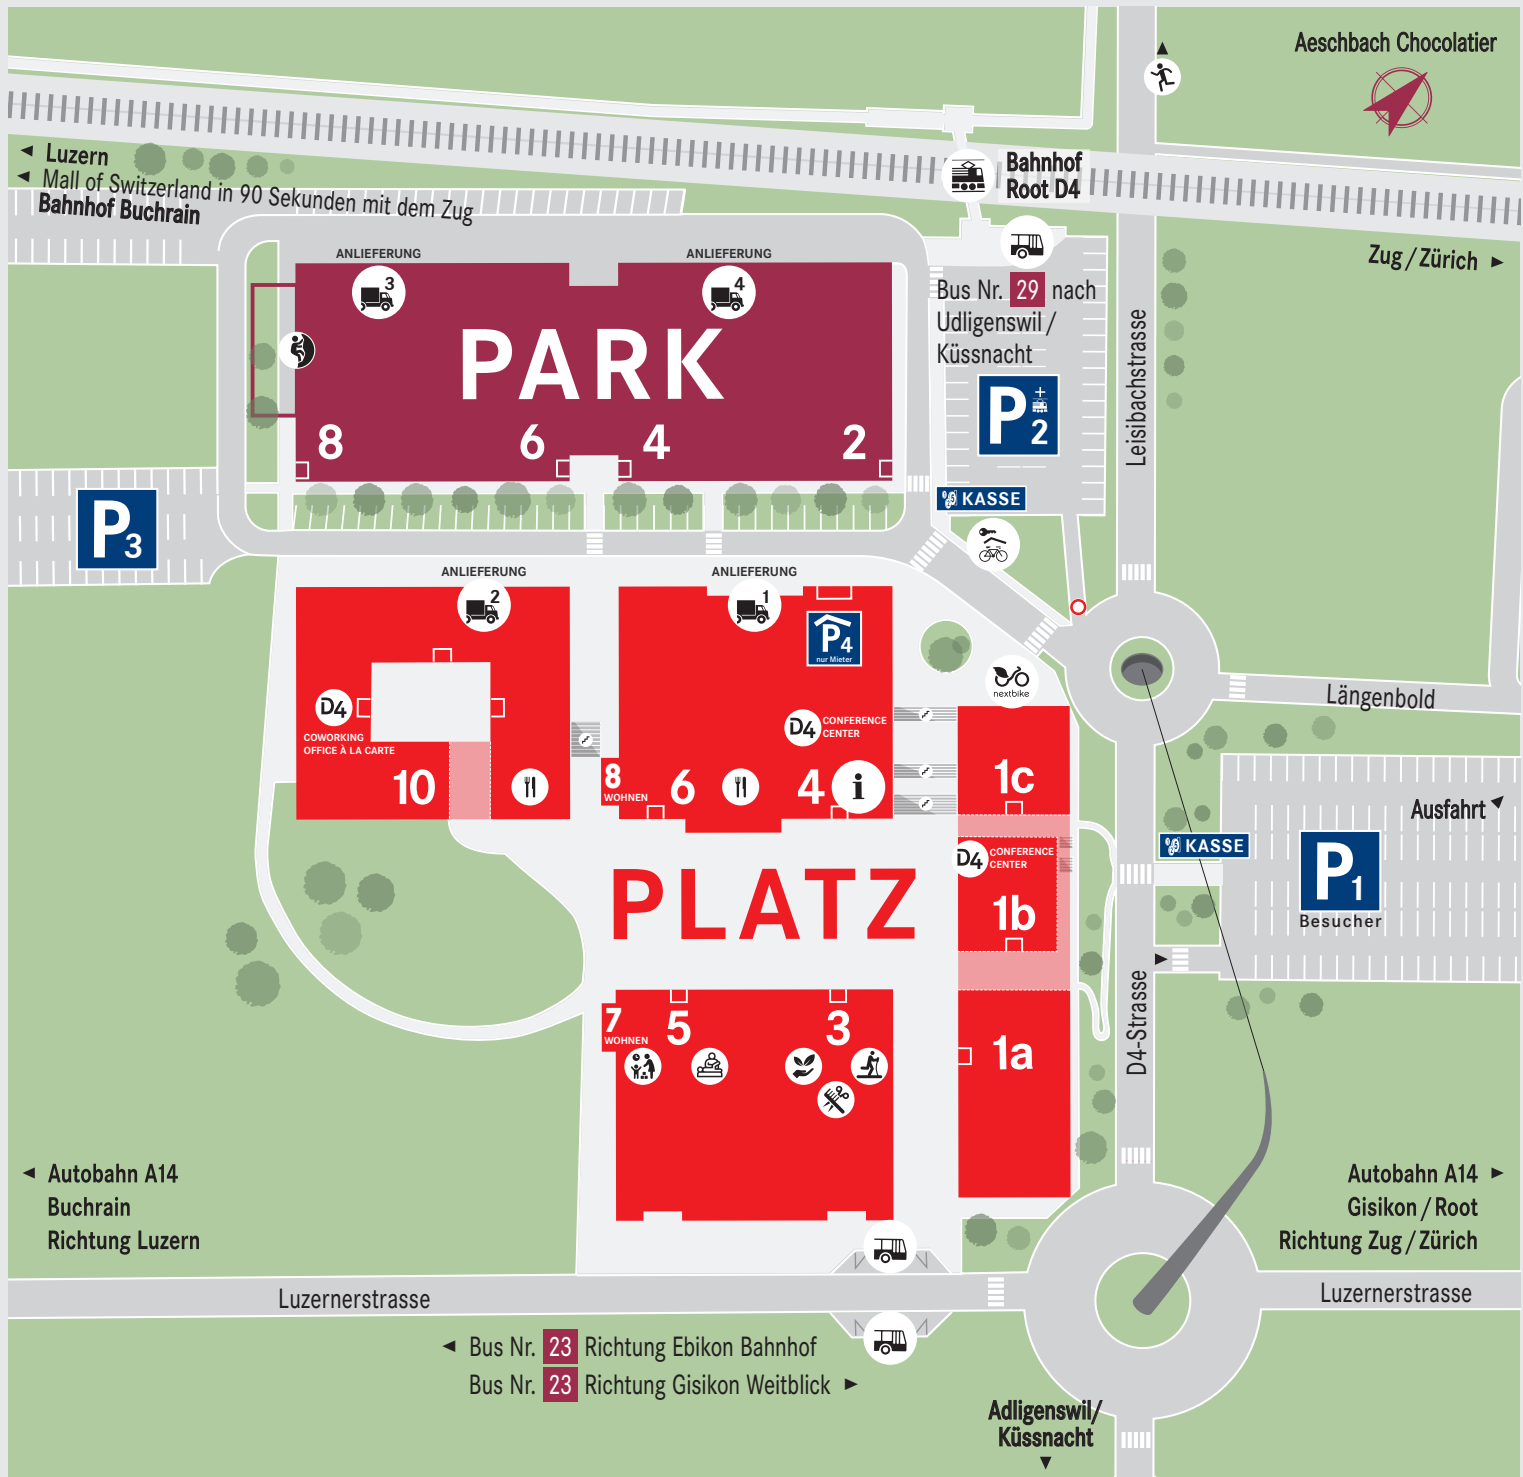 Aeschbach Chocolatier
Luzern
Mall of Switzerland in 90 Sekunden mit dem Zug
Bahnhof Buchrain
Bahnhof
Root D4
Zug / Zürich
ANLIEFERUNG
3
ANLIEFERUNG
4
PARK
8
6
4
2
Bus Nr. 29 nach
Udligenswil /
Küssnacht
P+2
KASSE
Leisibachstrasse
P3
ANLIEFERUNG
2
ANLIEFERUNG
1
P4
nur Mieter
nextbike
Längenbold
D4
COWORKING
OFFICE À LA CARTE
10
D4 CONFERENCE
CENTER
8
WOHNEN
6
4
i
1c
Ausfahrt
KASSE
P1
Besucher
D4 CONFERENCE
CENTER
1b
PLATZ
7
WOHNEN
5
3
1a
D4-Strasse
Autobahn A14
Buchrain
Richtung Luzern
Autobahn A14
Gisikon / Root
Richtung Zug / Zürich
Luzernerstrasse
Luzernerstrasse
Bus Nr. 23 Richtung Ebikon Bahnhof
Bus Nr. 23 Richtung Gisikon Weitblick
Adligenswil/
Küssnacht